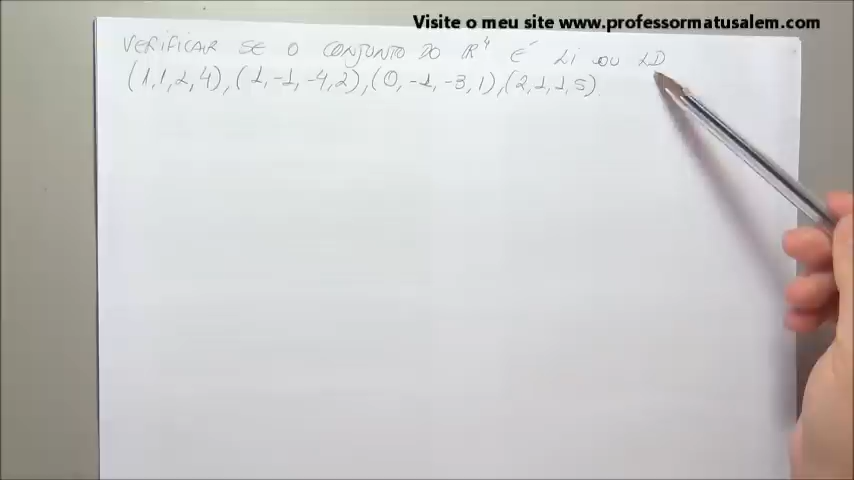 Visite o meu site www.professormatusalem.com
VERIFICAR SE O CONJUNTO DO R⁴ É LI OU LD
(1,1,2,4), (1,-1,-4,2), (0,-1,-3,1), (2,1,1,5).